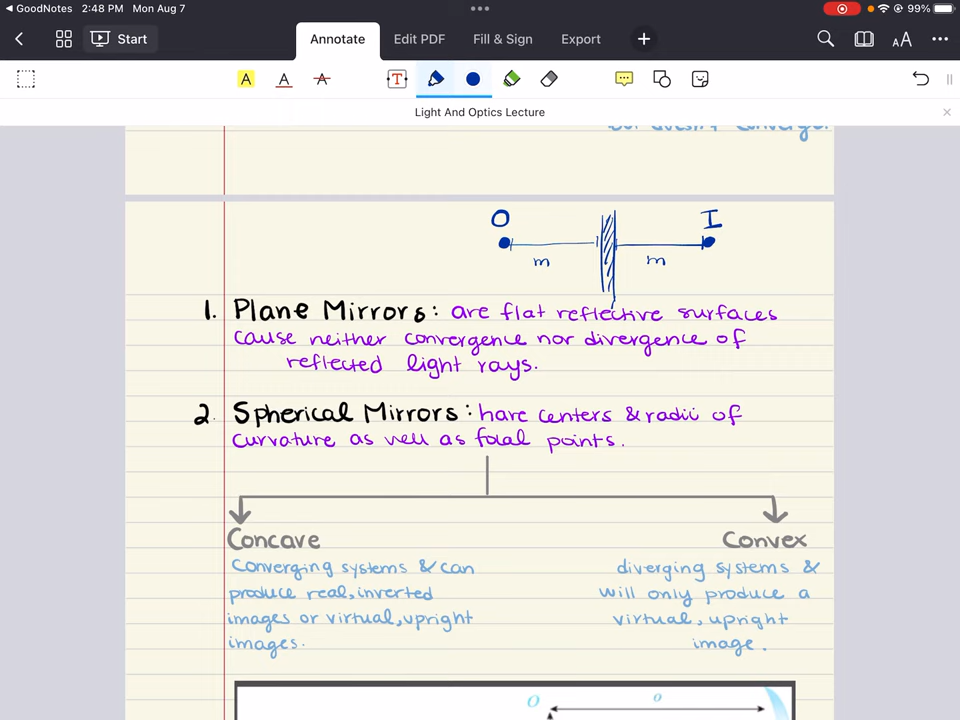 GoodNotes 2:48 PM Mon Aug 7 99%
Start Annotate Edit PDF Fill & Sign Export
Light And Optics Lecture
but doesn't converge.
O I
m m
1. Plane Mirrors: are flat reflective surfaces
cause neither convergence nor divergence of
reflected light rays.
2. Spherical Mirrors: have centers & radii of
curvature as well as focal points.
Concave Convex
Converging systems & can
produce real, inverted
images or virtual, upright
images.
diverging systems &
will only produce a
virtual, upright
image.
O o